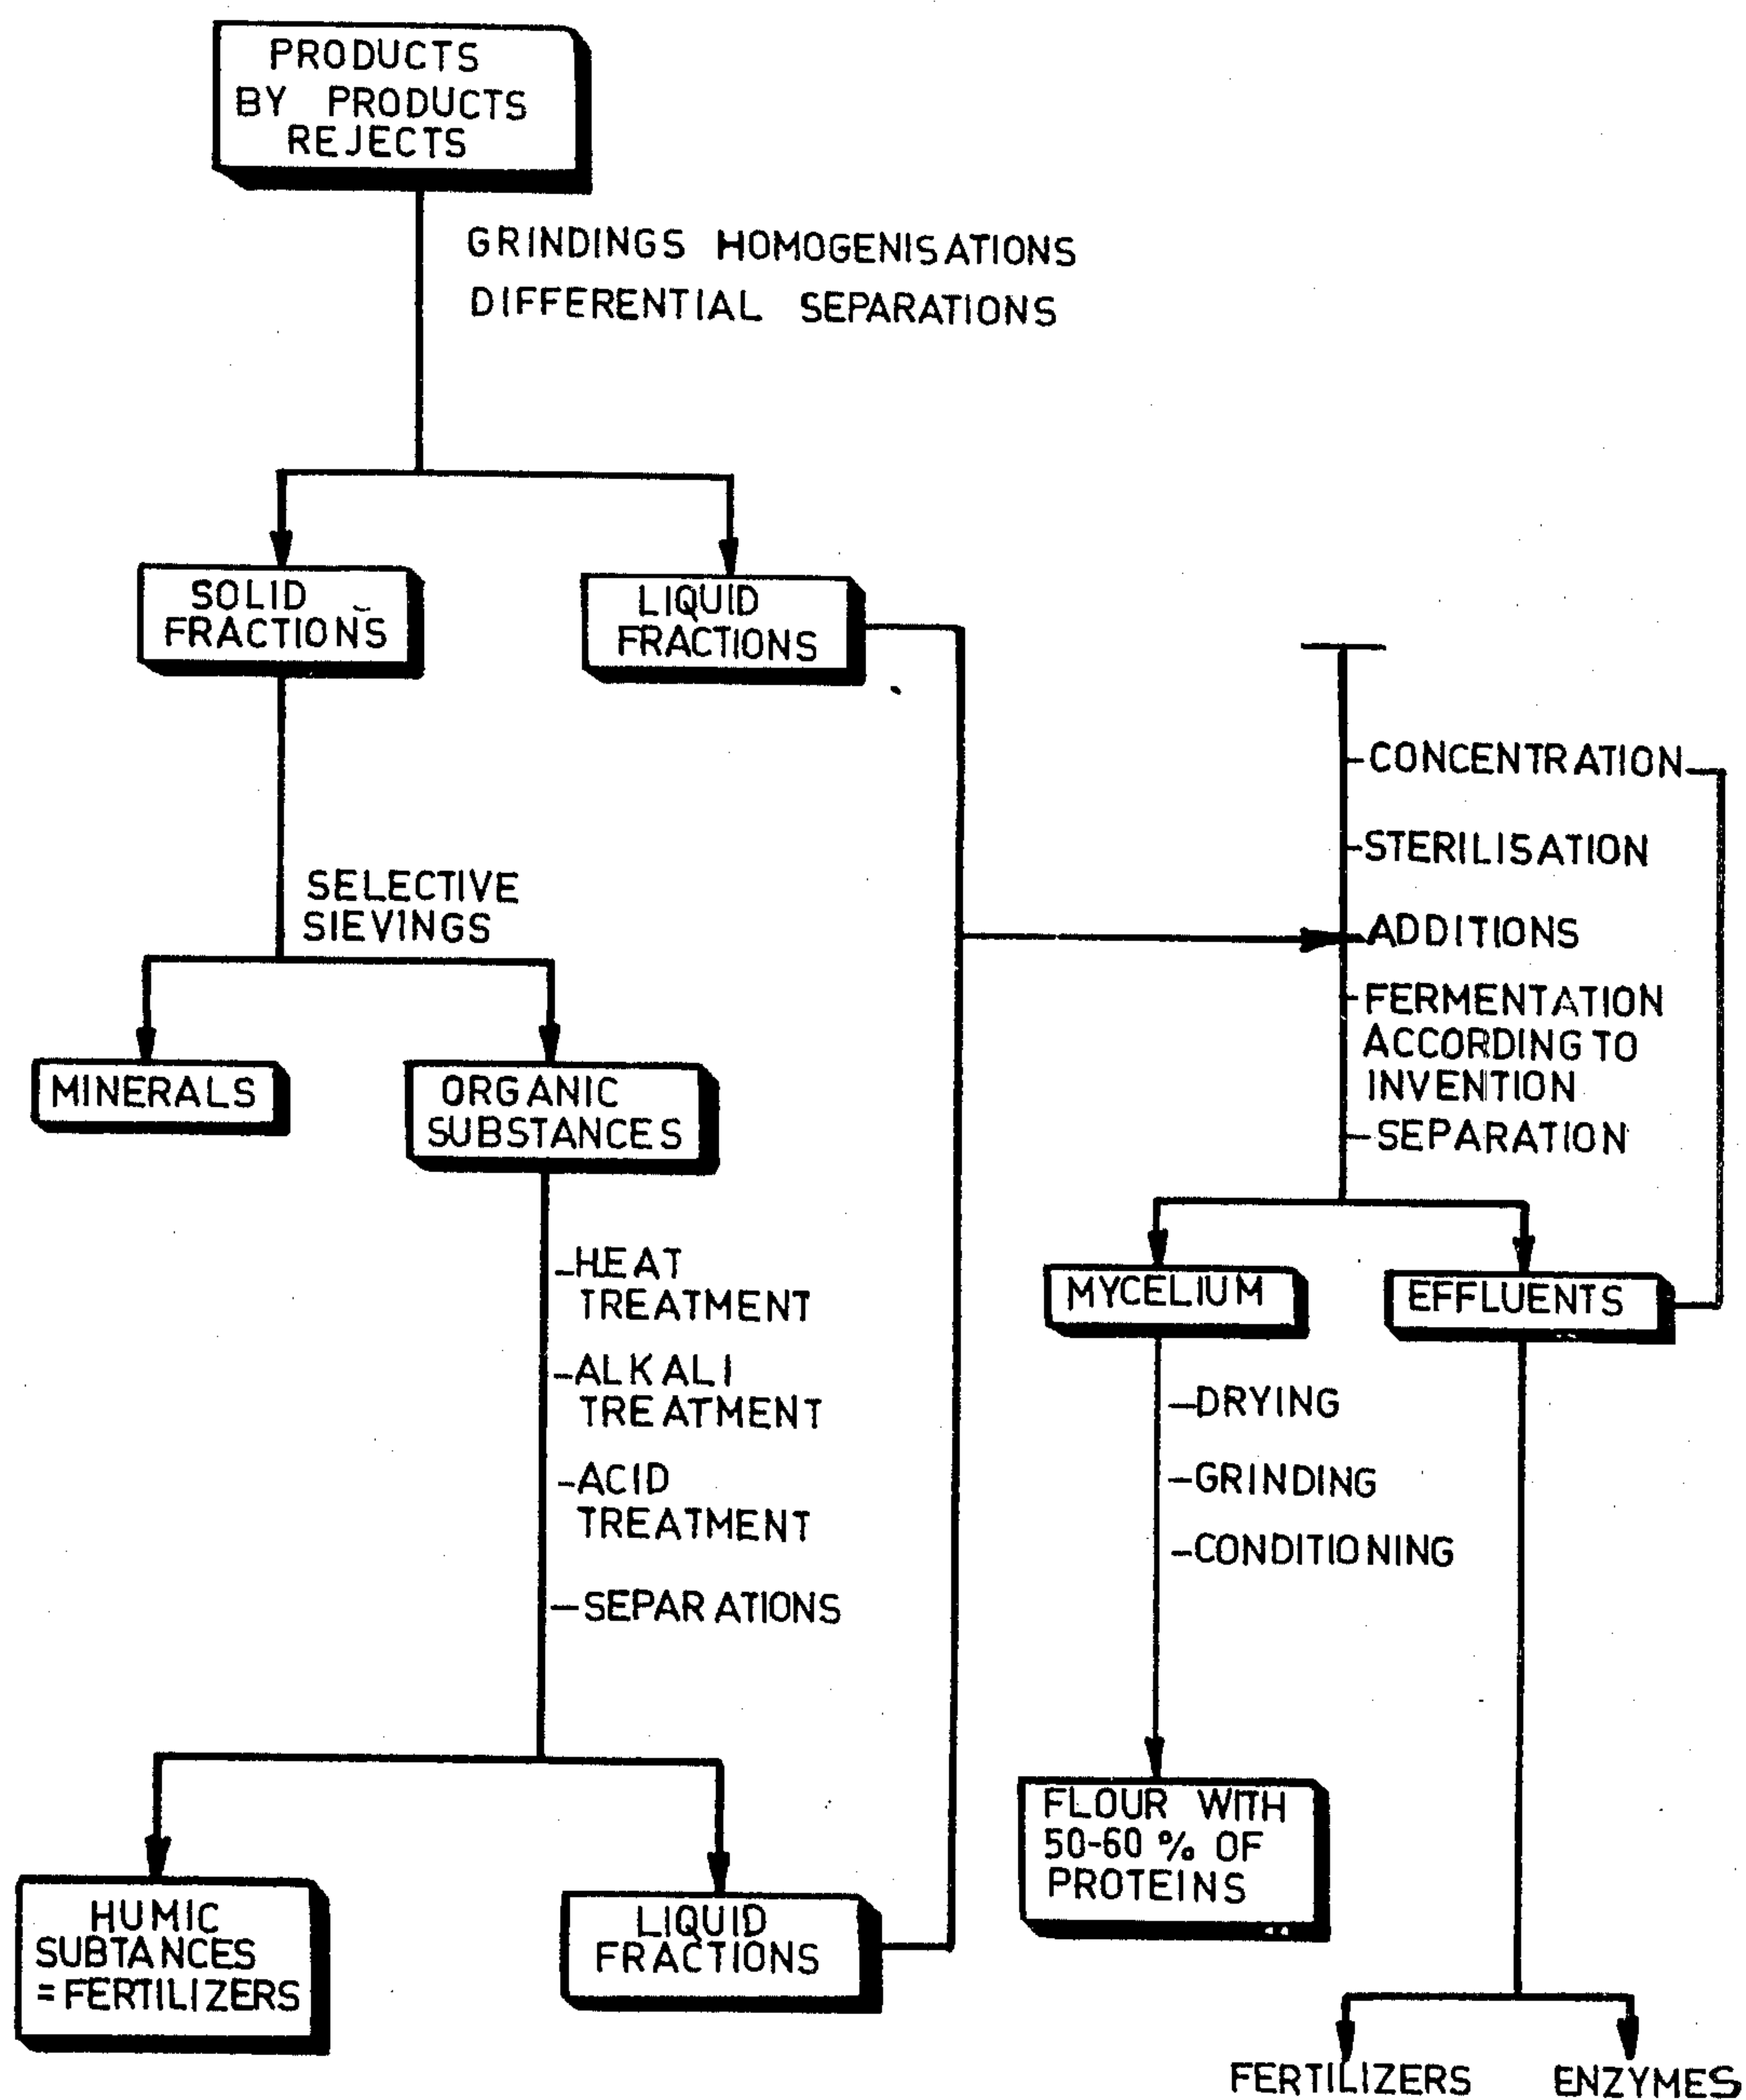 PRODUCTS
BY PRODUCTS
REJECTS
GRINDINGS HOMOGENISATIONS
DIFFERENTIAL SEPARATIONS
SOLID
FRACTIONS
LIQUID
FRACTIONS
SELECTIVE
SIEVINGS
MINERALS
ORGANIC
SUBSTANCES
-HEAT
TREATMENT
-ALKALI
TREATMENT
-ACID
TREATMENT
-SEPARATIONS
HUMIC
SUBTANCES
=FERTILIZERS
LIQUID
FRACTIONS
-CONCENTRATION
-STERILISATION
-ADDITIONS
-FERMENTATION
ACCORDING TO
INVENTION
-SEPARATION
MYCELIUM
EFFLUENTS
-DRYING
-GRINDING
-CONDITIONING
FLOUR WITH
50-60 % OF
PROTEINS
FERTILIZERS
ENZYMES